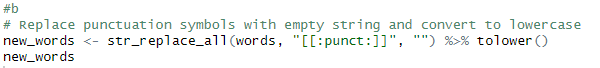 #b
# Replace punctuation symbols with empty string and convert to lowercase
new_words <- str_replace_all(words, "[[:punct:]]", "") %>% tolower()
new_words